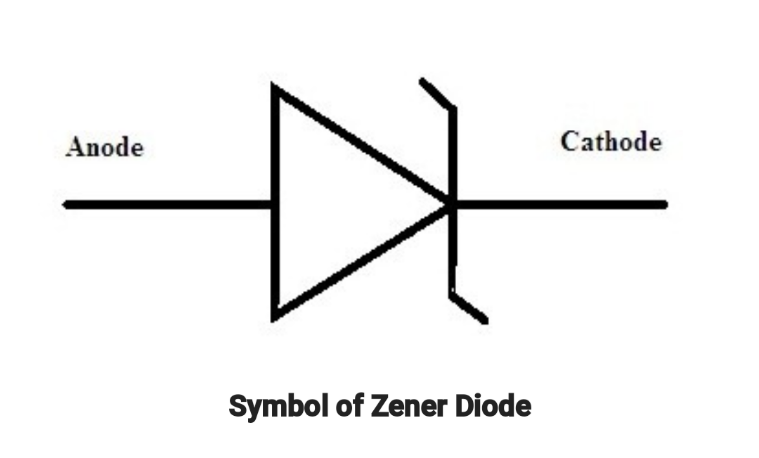 Anode
Cathode
Symbol of Zener Diode